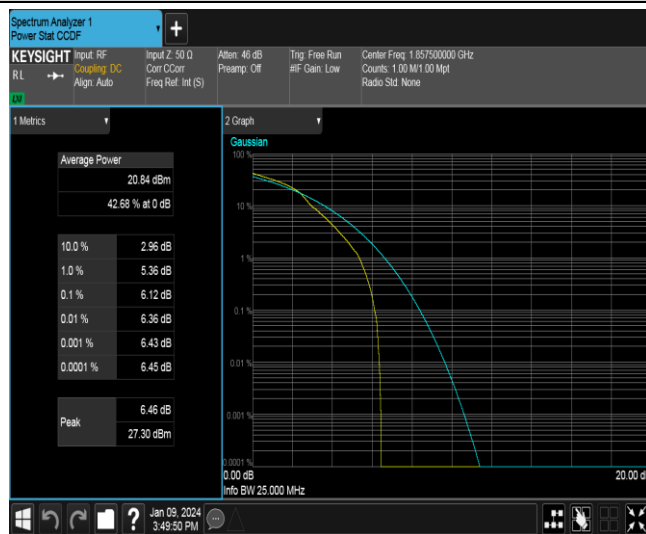 Spectrum Analyzer 1
Power Stat CCDF
+
KEYSIGHT
RL
LXI
Input: RF
Coupling: DC
Align: Auto
Input Z: 50 Ω
Corr CCorr
Freq Ref: Int (S)
Atten: 46 dB
Preamp: Off
Trig: Free Run
#IF Gain: Low
Center Freq: 1.857500000 GHz
Counts: 1.00 M/1.00 Mpt
Radio Std: None
1 Metrics
Average Power
20.84 dBm
42.68 % at 0 dB
10.0 % 2.96 dB
1.0 % 5.36 dB
0.1 % 6.12 dB
0.01 % 6.36 dB
0.001 % 6.43 dB
0.0001 % 6.45 dB
Peak
6.46 dB
27.30 dBm
2 Graph
Gaussian
100 %
10 %
1 %
0.1 %
0.01 %
0.001 %
0.0001 %
0.00 dB
20.00 d
Info BW 25.000 MHz
?
Jan 09, 2024
3:49:50 PM